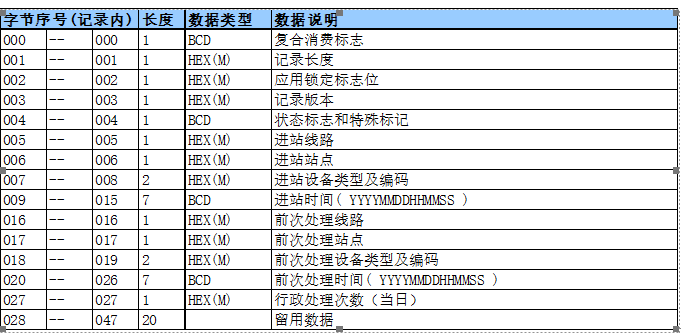 字节序号(记录内) 长度 数据类型 数据说明
000 -- 000 1 BCD 复合消费标志
001 -- 001 1 HEX(M) 记录长度
002 -- 002 1 HEX(M) 应用锁定标志位
003 -- 003 1 HEX(M) 记录版本
004 -- 004 1 BCD 状态标志和特殊标记
005 -- 005 1 HEX(M) 进站线路
006 -- 006 1 HEX(M) 进站站点
007 -- 008 2 HEX(M) 进站设备类型及编码
009 -- 015 7 BCD 进站时间( YYYYMMDDHHMMSS )
016 -- 016 1 HEX(M) 前次处理线路
017 -- 017 1 HEX(M) 前次处理站点
018 -- 019 2 HEX(M) 前次处理设备类型及编码
020 -- 026 7 BCD 前次处理时间( YYYYMMDDHHMMSS )
027 -- 027 1 HEX(M) 行政处理次数（当日）
028 -- 047 20 留用数据